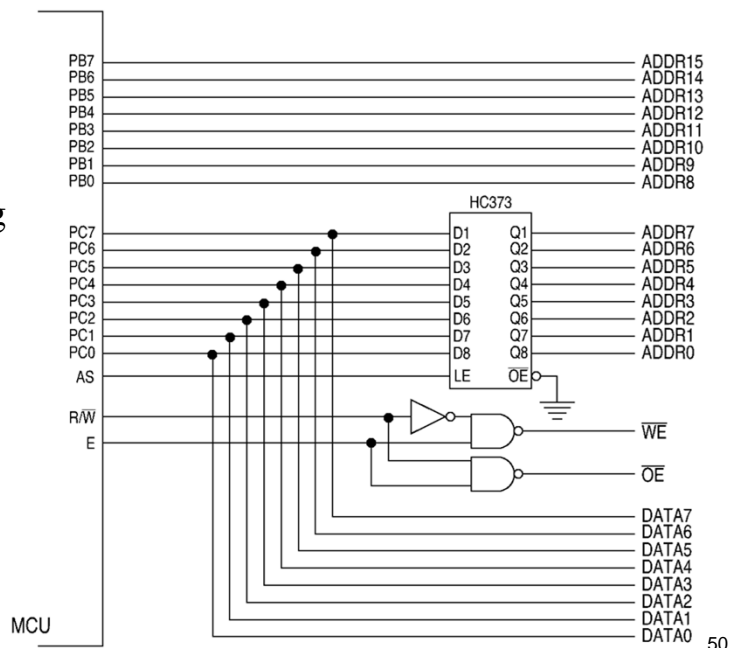 PB7 ADDR15
PB6 ADDR14
PB5 ADDR13
PB4 ADDR12
PB3 ADDR11
PB2 ADDR10
PB1 ADDR9
PB0 ADDR8
HC373
g
PC7 D1 Q1 ADDR7
PC6 D2 Q2 ADDR6
PC5 D3 Q3 ADDR5
PC4 D4 Q4 ADDR4
PC3 D5 Q5 ADDR3
PC2 D6 Q6 ADDR2
PC1 D7 Q7 ADDR1
PC0 D8 Q8 ADDR0
AS LE O̅E̅
R/W̅
W̅E̅
E
O̅E̅
DATA7
DATA6
DATA5
DATA4
DATA3
DATA2
DATA1
MCU DATA0
50